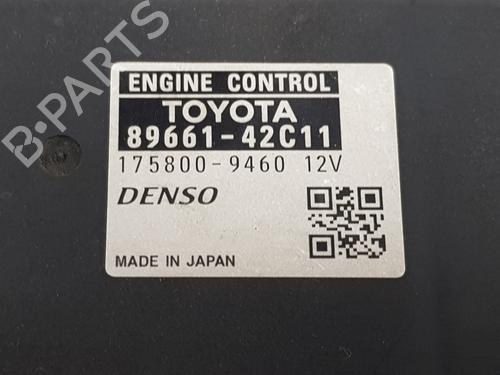 B-PARTS
ENGINE CONTROL
TOYOTA
89661-42C11
175800-9460 12V
DENSO
MADE IN JAPAN